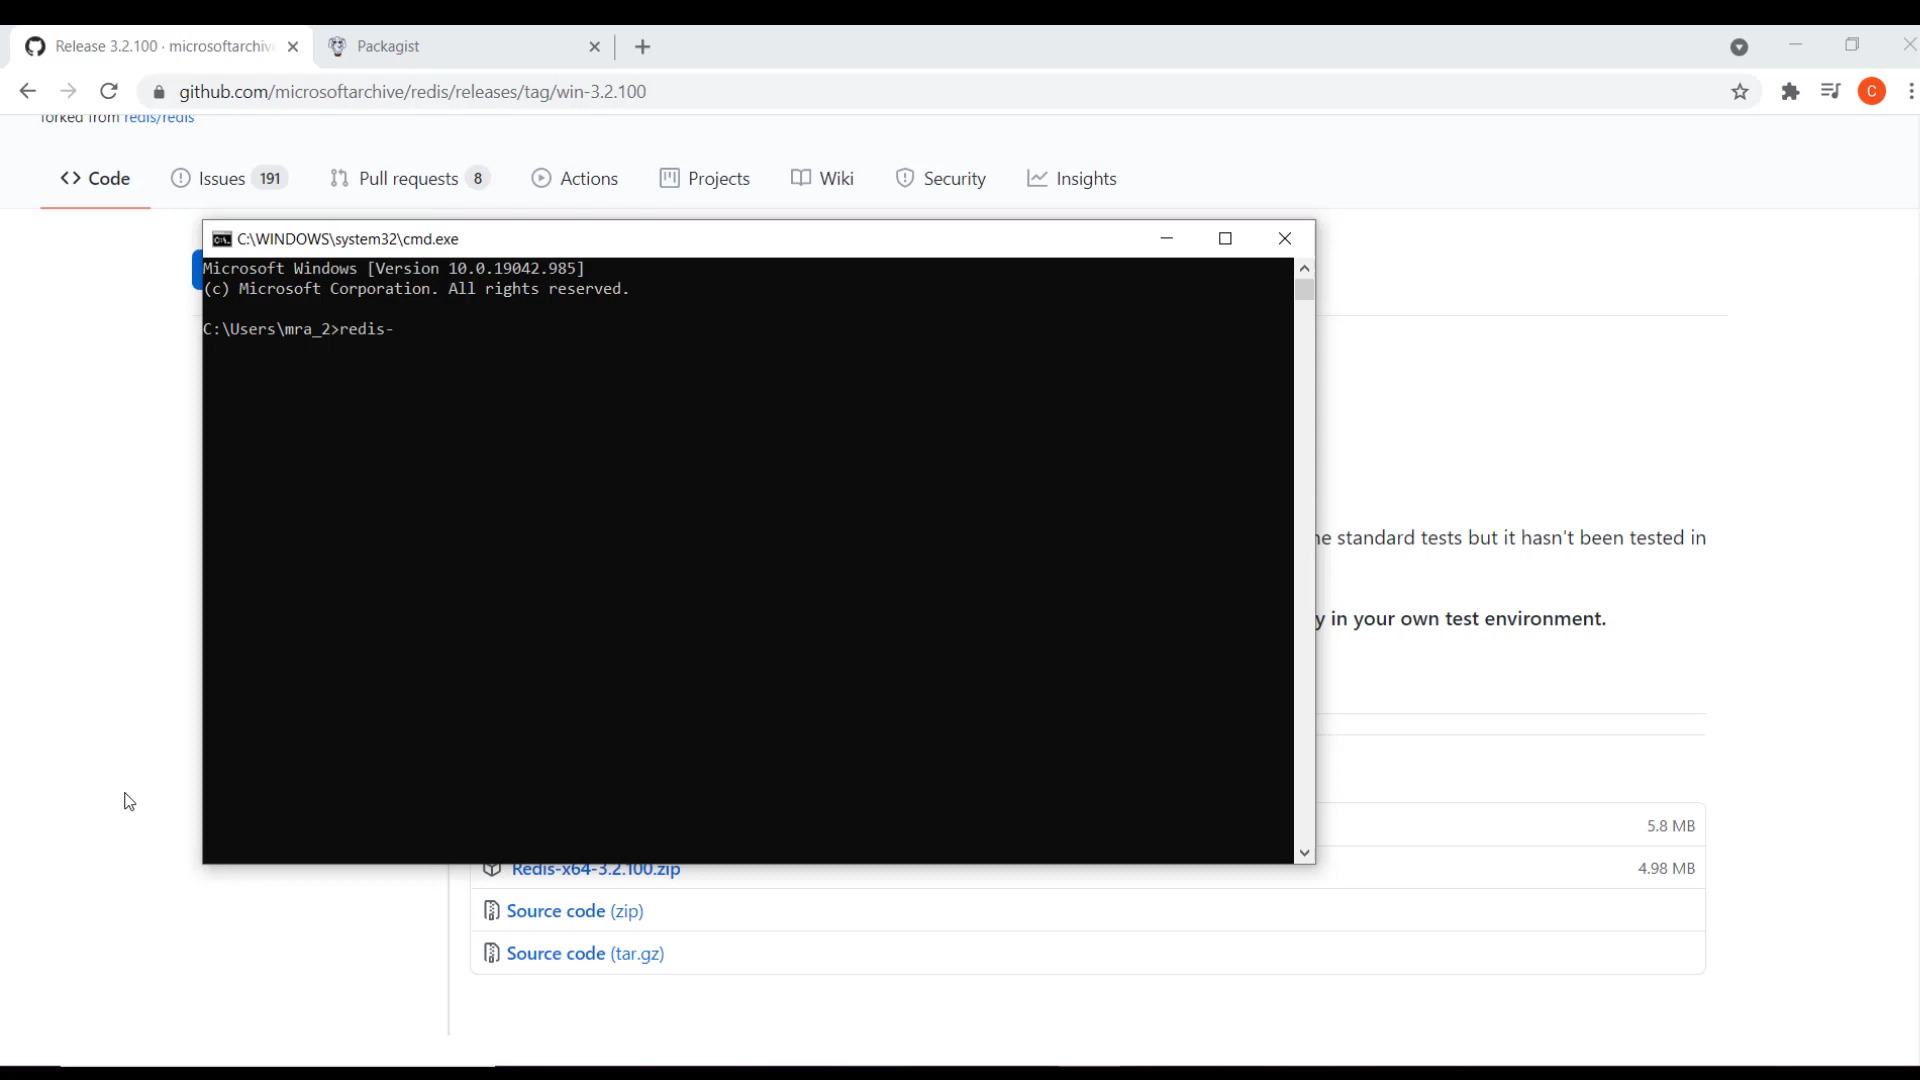 Release 3.2.100 · microsoftarchiv
Packagist
github.com/microsoftarchive/redis/releases/tag/win-3.2.100
C
forked from redis/redis
Code
Issues 191
Pull requests 8
Actions
Projects
Wiki
Security
Insights
C:\WINDOWS\system32\cmd.exe
Microsoft Windows [Version 10.0.19042.985]
(c) Microsoft Corporation. All rights reserved.
C:\Users\mra_2>redis-
he standard tests but it hasn't been tested in
y in your own test environment.
5.8 MB
Redis-x64-3.2.100.zip 4.98 MB
Source code (zip)
Source code (tar.gz)